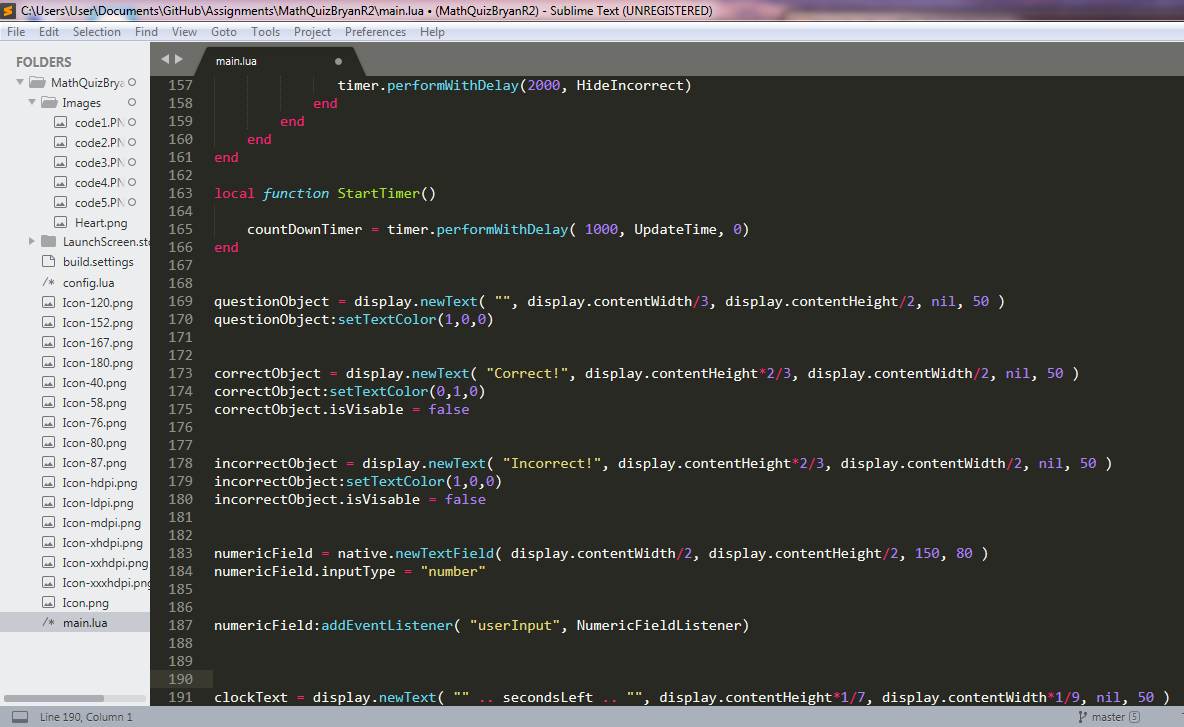 C:\Users\User\Documents\GitHub\Assignments\MathQuizBryanR2\main.lua • (MathQuizBryanR2) - Sublime Text (UNREGISTERED)
File Edit Selection Find View Goto Tools Project Preferences Help
FOLDERS
MathQuizBrya
Images
code1.PN
code2.PN
code3.PN
code4.PN
code5.PN
Heart.png
LaunchScreen.sto
build.settings
/* config.lua
Icon-120.png
Icon-152.png
Icon-167.png
Icon-180.png
Icon-40.png
Icon-58.png
Icon-76.png
Icon-80.png
Icon-87.png
Icon-hdpi.png
Icon-ldpi.png
Icon-mdpi.png
Icon-xhdpi.png
Icon-xxhdpi.png
Icon-xxxhdpi.png
Icon.png
/* main.lua
main.lua
157 timer.performWithDelay(2000, HideIncorrect)
158 end
159 end
160 end
161 end
162
163 local function StartTimer()
164
165 countDownTimer = timer.performWithDelay( 1000, UpdateTime, 0)
166 end
167
168
169 questionObject = display.newText( "", display.contentWidth/3, display.contentHeight/2, nil, 50 )
170 questionObject:setTextColor(1,0,0)
171
172
173 correctObject = display.newText( "Correct!", display.contentHeight*2/3, display.contentWidth/2, nil, 50 )
174 correctObject:setTextColor(0,1,0)
175 correctObject.isVisable = false
176
177
178 incorrectObject = display.newText( "Incorrect!", display.contentHeight*2/3, display.contentWidth/2, nil, 50 )
179 incorrectObject:setTextColor(1,0,0)
180 incorrectObject.isVisable = false
181
182
183 numericField = native.newTextField( display.contentWidth/2, display.contentHeight/2, 150, 80 )
184 numericField.inputType = "number"
185
186
187 numericField:addEventListener( "userInput", NumericFieldListener)
188
189
190
191 clockText = display.newText( "" .. secondsLeft .. "", display.contentHeight*1/7, display.contentWidth*1/9, nil, 50 )
Line 190, Column 1
master 5